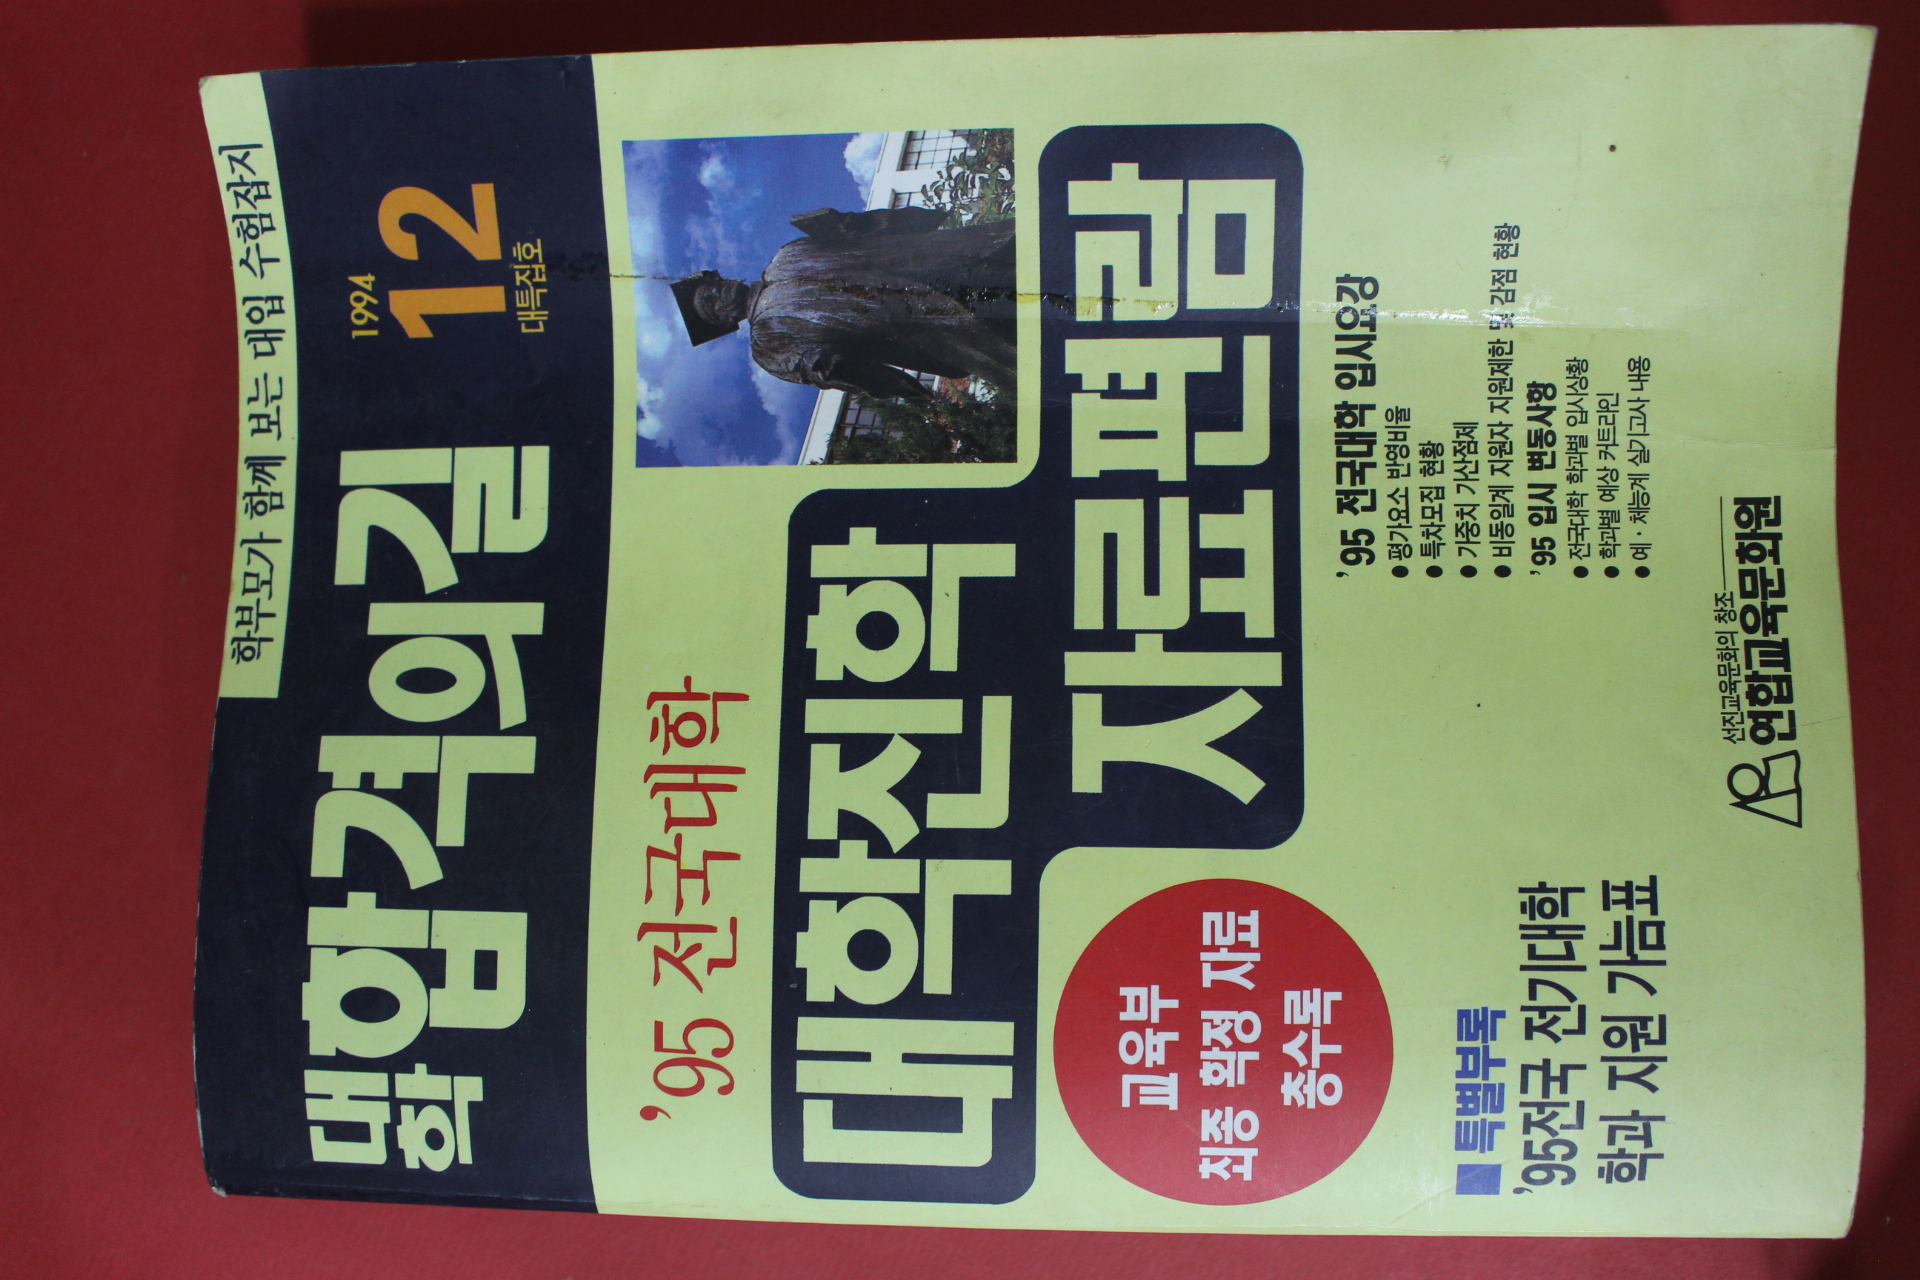 학부모가 함께 보는 대입 수험잡지
대학 합격의 길
1994
12
대특집호
'95 전국대학
대학진학
자료편람
교육부
최종 확정 자료
총수록
'95 전국대학 입시요강
● 평가요소 반영비율
● 특차모집 현황
● 가중치 가산점제
● 비동일계 지원자 지원제한 및 감점 현황
'95 입시 변동사항
● 전국대학 학과별 입시상황
● 학과별 예상 커트라인
● 예·체능계 실기고사 내용
■ 특별부록
'95전국 전기대학
학과 지원 가능표
선진교육문화의 창조
연합교육문화원